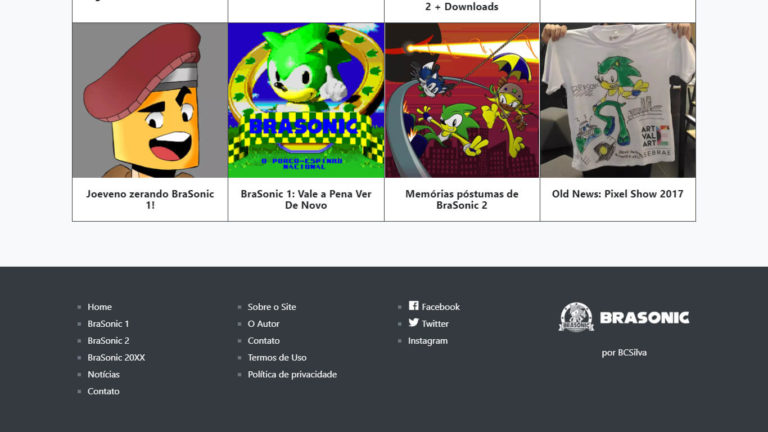 2 + Downloads
BRASONIC
O PORCO-ESPINHO
NACIONAL
ART
VAL
ART
SEBRAE
Joeveno zerando BraSonic
1!
BraSonic 1: Vale a Pena Ver
De Novo
Memórias póstumas de
BraSonic 2
Old News: Pixel Show 2017
Home
BraSonic 1
BraSonic 2
BraSonic 20XX
Notícias
Contato
Sobre o Site
O Autor
Contato
Termos de Uso
Política de privacidade
Facebook
Twitter
Instagram
BRASONIC
BRASONIC
por BCSilva